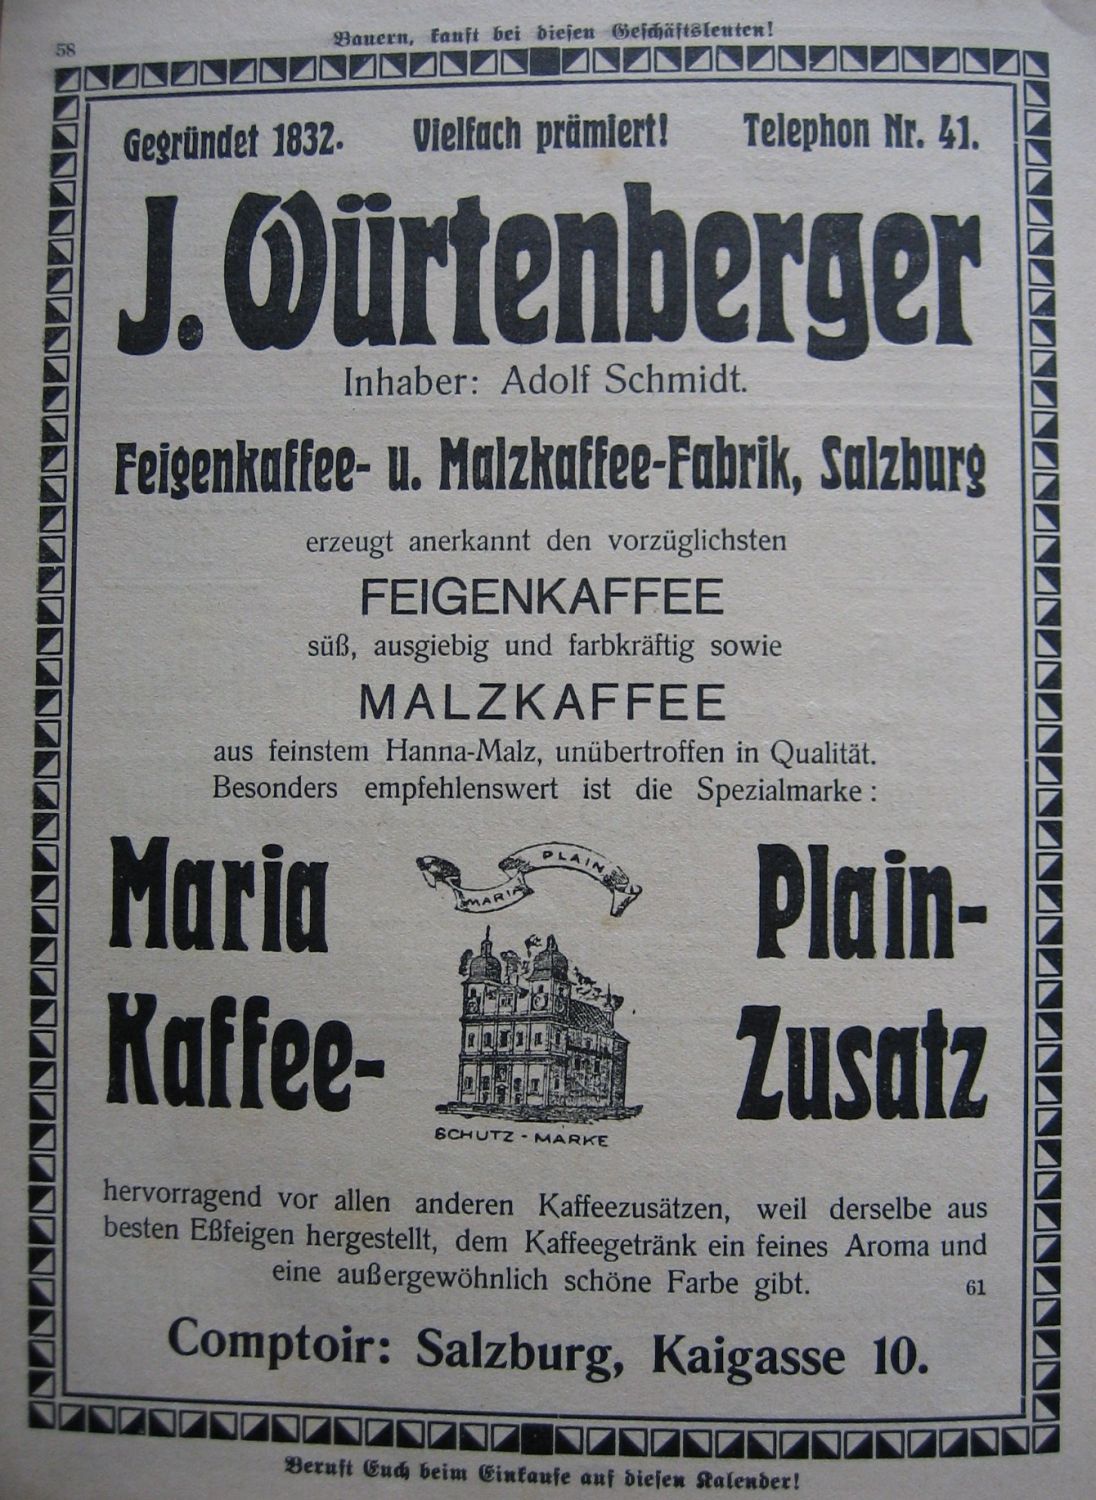 58
Bauern, kauft bei diesen Geschäftsleuten!
Gegründet 1832. Vielfach prämiert! Telephon Nr. 41.
J. Würtenberger
Inhaber: Adolf Schmidt.
Feigenkaffee- u. Malzkaffee-Fabrik, Salzburg
erzeugt anerkannt den vorzüglichsten
FEIGENKAFFEE
süß, ausgiebig und farbkräftig sowie
MALZKAFFEE
aus feinstem Hanna-Malz, unübertroffen in Qualität.
Besonders empfehlenswert ist die Spezialmarke:
Maria Plain-
MARIA PLAIN
Kaffee- Zusatz
SCHUTZ-MARKE
hervorragend vor allen anderen Kaffeezusätzen, weil derselbe aus
besten Eßfeigen hergestellt, dem Kaffeegetränk ein feines Aroma und
eine außergewöhnlich schöne Farbe gibt. 61
Comptoir: Salzburg, Kaigasse 10.
Beruft Euch beim Einkaufe auf diesen Kalender!